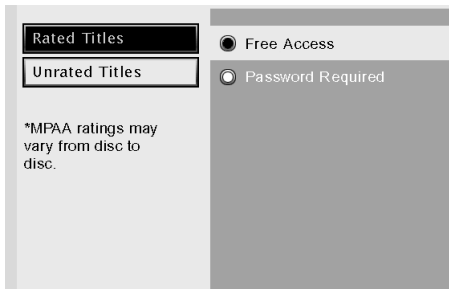 Rated Titles
Unrated Titles
*MPAA ratings may
vary from disc to
disc.
Free Access
Password Required